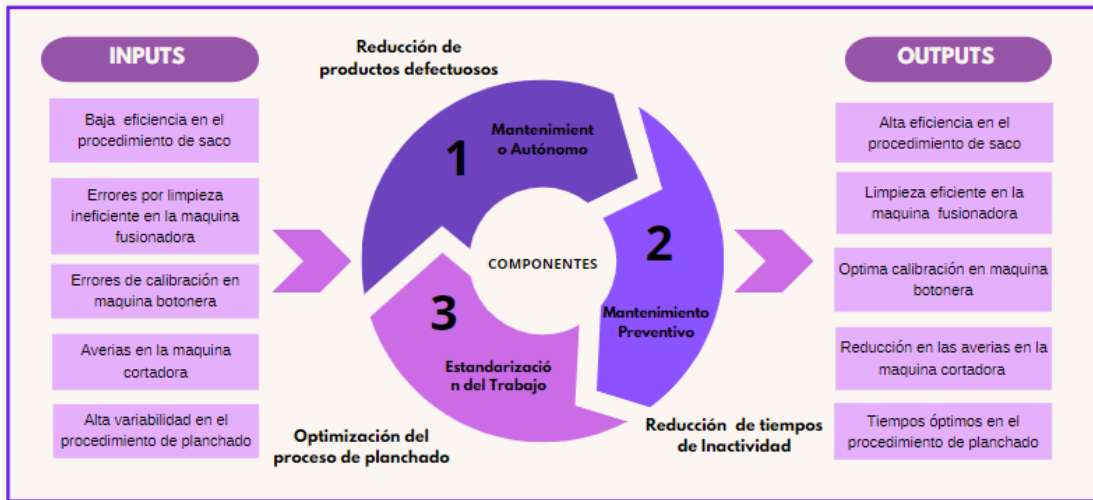 INPUTS
Baja eficiencia en el
procedimiento de saco
Errores por limpieza
ineficiente en la maquina
fusionadora
Errores de calibración en
maquina botonera
Averias en la maquina
cortadora
Alta variabilidad en el
procedimiento de planchado
Reducción de
productos defectuosos
1
Mantenimient
o Autónomo
2
Mantenimiento
Preventivo
COMPONENTES
3
Estandarizació
n del Trabajo
Optimización del
proceso de planchado
Reducción de tiempos
de Inactividad
OUTPUTS
Alta eficiencia en el
procedimiento de saco
Limpieza eficiente en la
maquina fusionadora
Optima calibración en maquina
botonera
Reducción en las averias en la
maquina cortadora
Tiempos óptimos en el
procedimiento de planchado